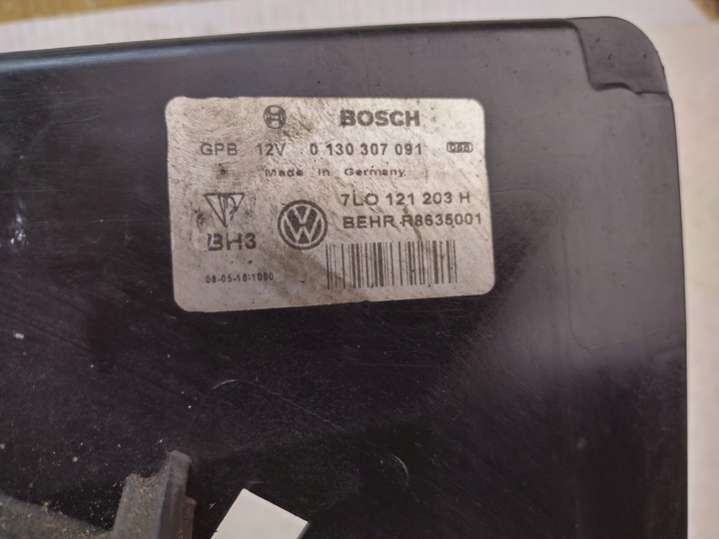 BOSCH
GPB 12V 0 130 307 091
Made in Germany
7L0 121 203 H
BEHR R8635001
BH3